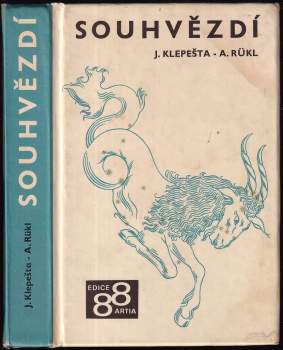 SOUHVĚZDÍ
J. Klepešta - A. Rükl
SOUHVĚZDÍ
J. KLEPEŠTA - A. RÜKL
EDICE
88
ARTIA